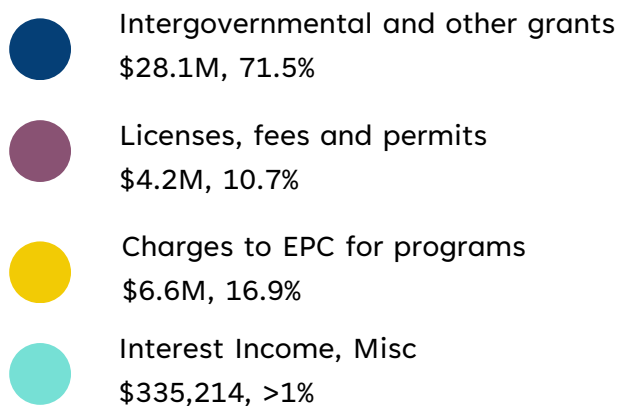 Intergovernmental and other grants
$28.1M, 71.5%
Licenses, fees and permits
$4.2M, 10.7%
Charges to EPC for programs
$6.6M, 16.9%
Interest Income, Misc
$335,214, >1%